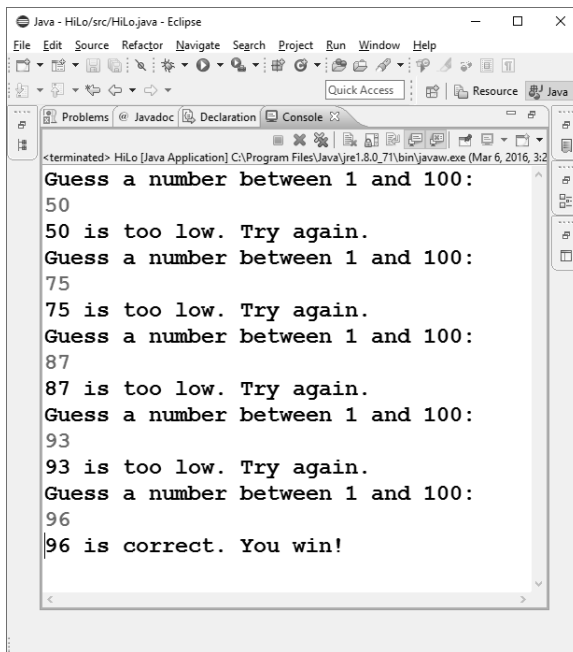 Java - HiLo/src/HiLo.java - Eclipse
File Edit Source Refactor Navigate Search Project Run Window Help
Quick Access
Resource
Java
Problems
@ Javadoc
Declaration
Console
<terminated> HiLo [Java Application] C:\Program Files\Java\jre1.8.0_71\bin\javaw.exe (Mar 6, 2016, 3:2
Guess a number between 1 and 100:
50
50 is too low. Try again.
Guess a number between 1 and 100:
75
75 is too low. Try again.
Guess a number between 1 and 100:
87
87 is too low. Try again.
Guess a number between 1 and 100:
93
93 is too low. Try again.
Guess a number between 1 and 100:
96
96 is correct. You win!